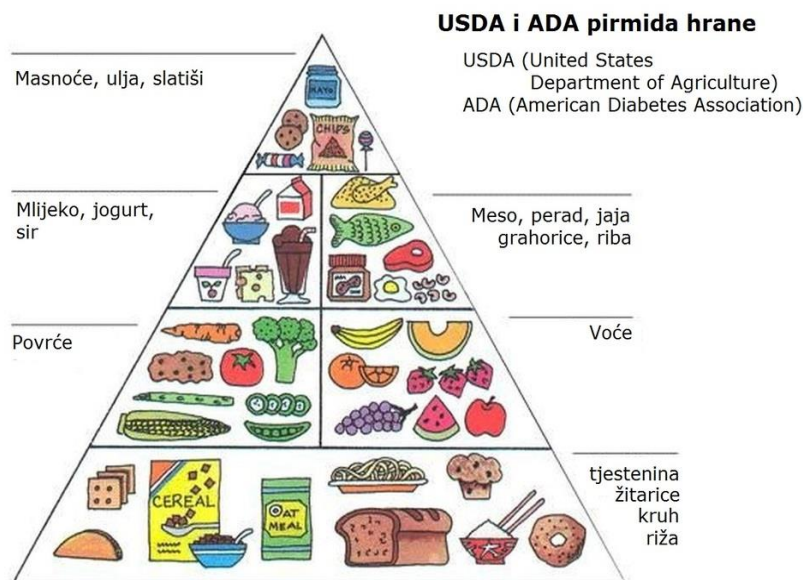 USDA i ADA pirmida hrane
USDA (United States
Department of Agriculture)
ADA (American Diabetes Association)
Masnoće, ulja, slatiši
MAYO
CHIPS
Mlijeko, jogurt,
sir
Meso, perad, jaja
grahorice, riba
Povrće
Voće
CEREAL
OAT
MEAL
tjestenina
žitarice
kruh
riža